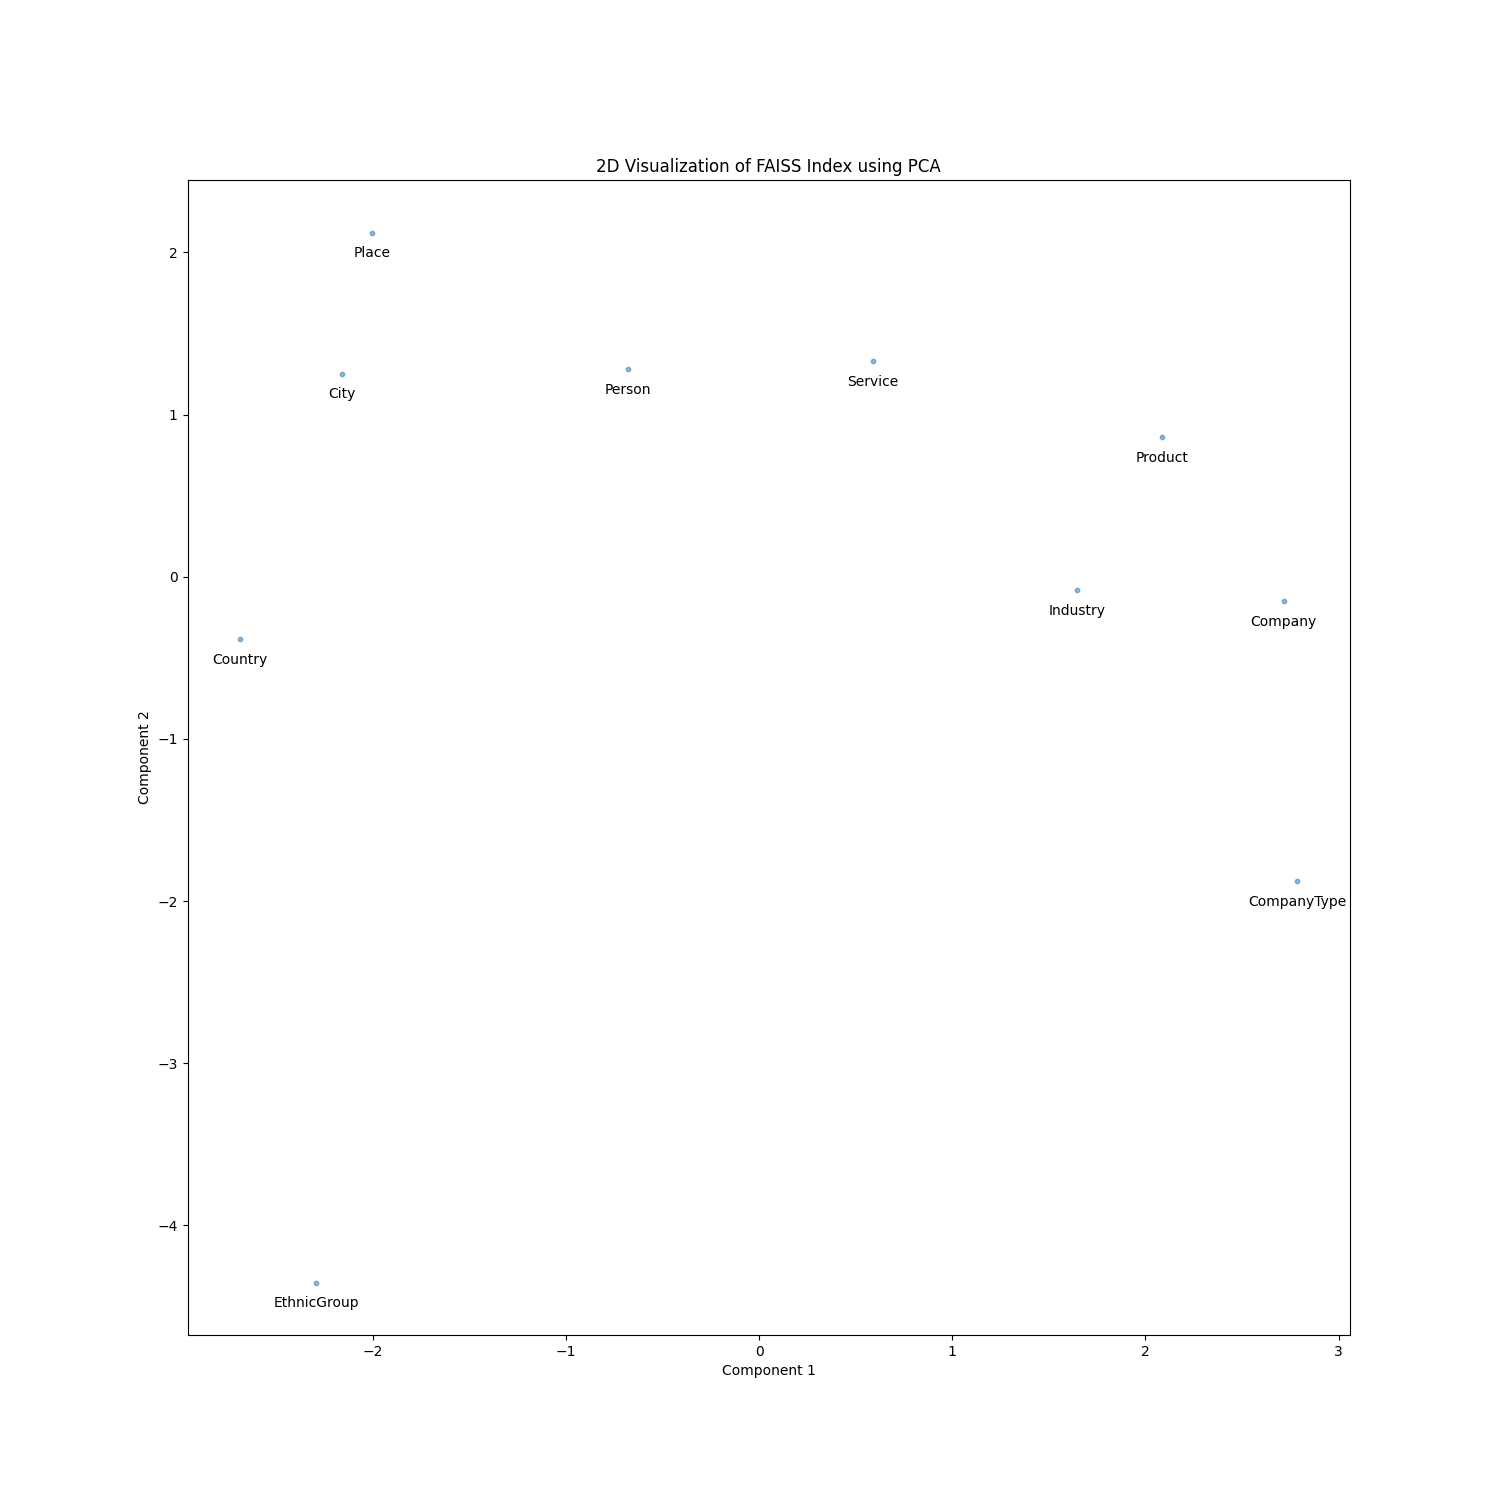 2D Visualization of FAISS Index using PCA
2
Place
1
City
Person
Service
Product
0
Industry
Company
Country
Component 2
−1
−2
CompanyType
−3
−4
EthnicGroup
−2
−1
0
1
2
3
Component 1